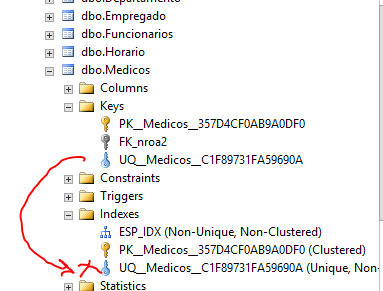 dbo.Departamento
dbo.Empregado
dbo.Funcionarios
dbo.Horario
dbo.Medicos
Columns
Keys
PK__Medicos__357D4CF0AB9A0DF0
FK_nroa2
UQ__Medicos__C1F89731FA59690A
Constraints
Triggers
Indexes
ESP_IDX (Non-Unique, Non-Clustered)
PK__Medicos__357D4CF0AB9A0DF0 (Clustered)
UQ__Medicos__C1F89731FA59690A (Unique, Non-
Statistics